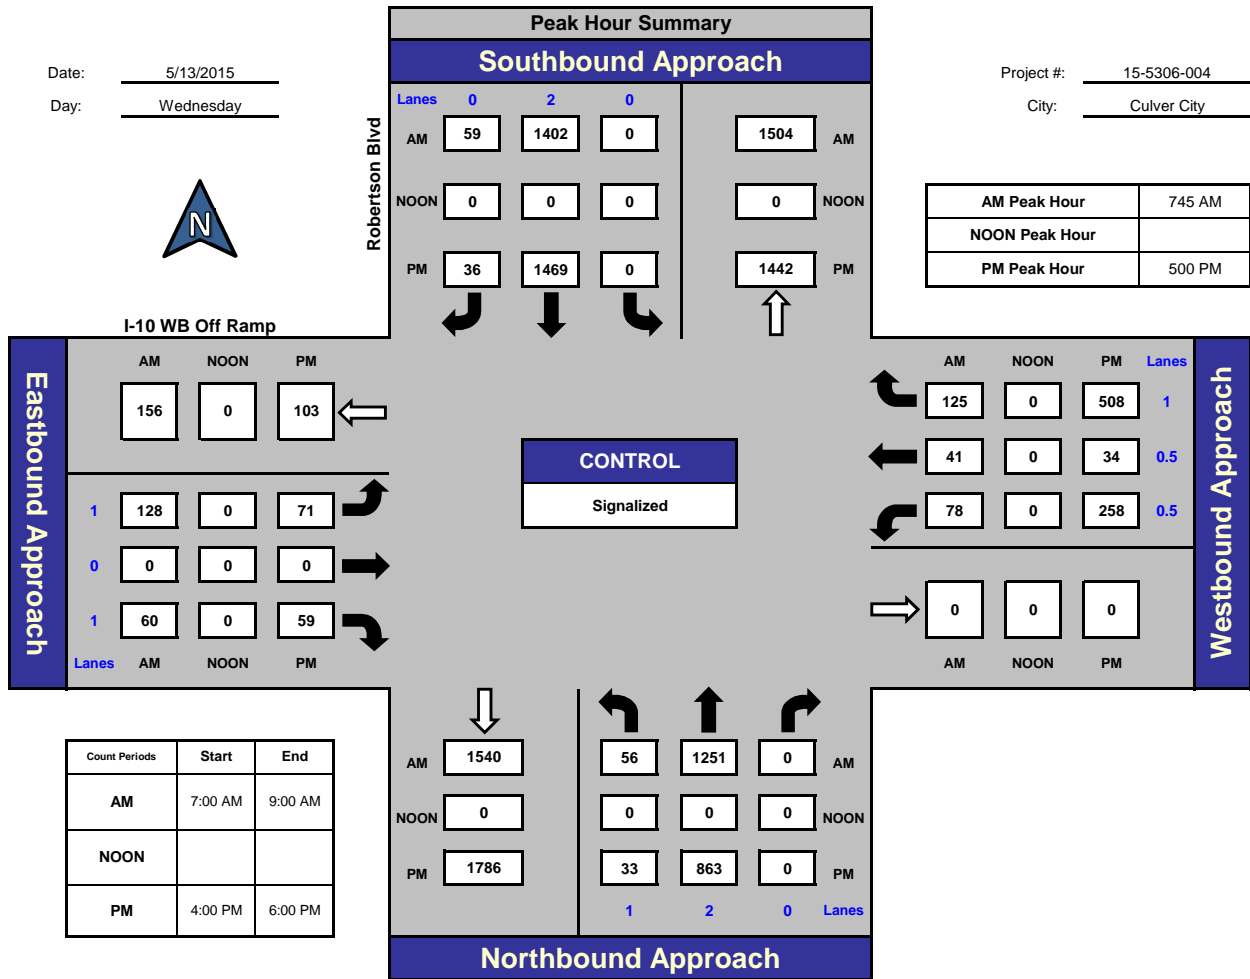 Peak Hour Summary
Southbound Approach
Date: 5/13/2015
Project #: 15-5306-004
Day: Wednesday
City: Culver City
Lanes 0 2 0
Robertson Blvd
AM 59 1402 0 1504 AM
NOON 0 0 0 0 NOON
PM 36 1469 0 1442 PM
N
AM Peak Hour 745 AM
NOON Peak Hour
PM Peak Hour 500 PM
I-10 WB Off Ramp
Eastbound Approach
AM NOON PM
156 0 103
1 128 0 71
0 0 0 0
1 60 0 59
Lanes AM NOON PM
CONTROL
Signalized
AM NOON PM Lanes
125 0 508 1
41 0 34 0.5
78 0 258 0.5
0 0 0
AM NOON PM
Westbound Approach
Count Periods Start End
AM 7:00 AM 9:00 AM
NOON
PM 4:00 PM 6:00 PM
AM 1540 56 1251 0 AM
NOON 0 0 0 0 NOON
PM 1786 33 863 0 PM
1 2 0 Lanes
Northbound Approach